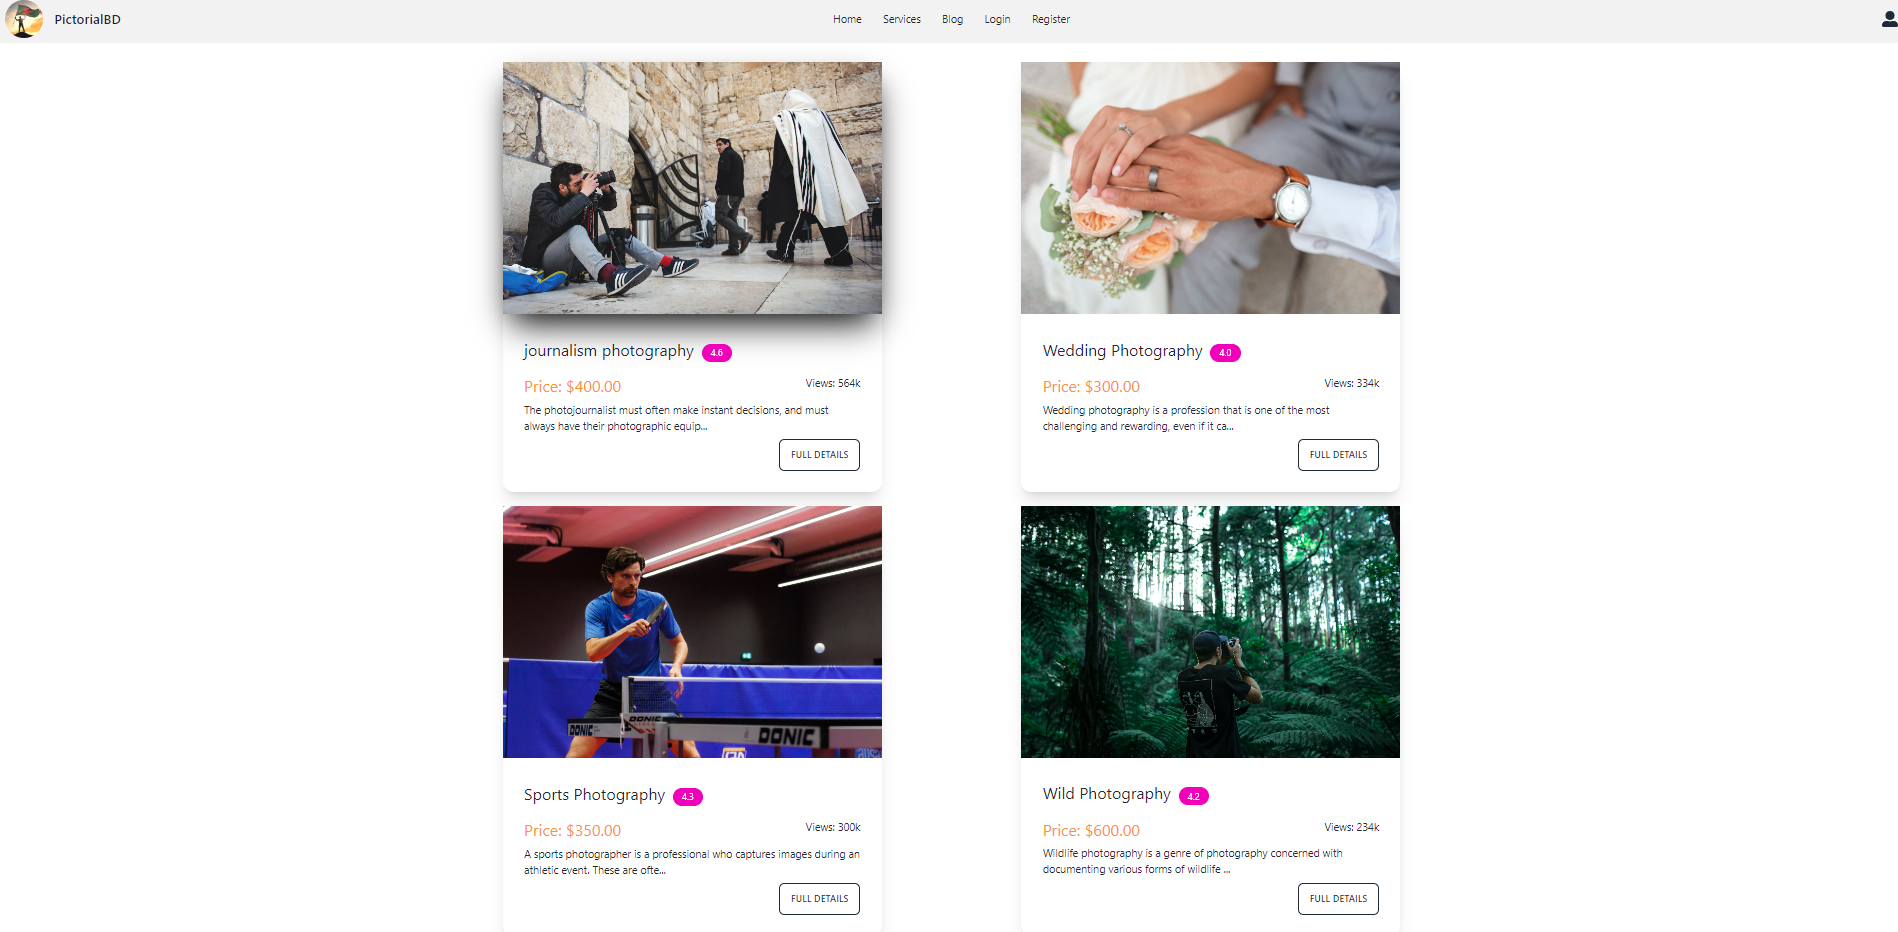 PictorialBD
Home Services Blog Login Register
journalism photography 4.6
Price: $400.00 Views: 564k
The photojournalist must often make instant decisions, and must
always have their photographic equip...
FULL DETAILS
Wedding Photography 4.0
Price: $300.00 Views: 334k
Wedding photography is a profession that is one of the most
challenging and rewarding, even if it ca...
FULL DETAILS
DONIC
DONIC
DONIC
Sports Photography 4.3
Price: $350.00 Views: 300k
A sports photographer is a professional who captures images during an
athletic event. These are ofte...
FULL DETAILS
Wild Photography 4.2
Price: $600.00 Views: 234k
Wildlife photography is a genre of photography concerned with
documenting various forms of wildlife ...
FULL DETAILS